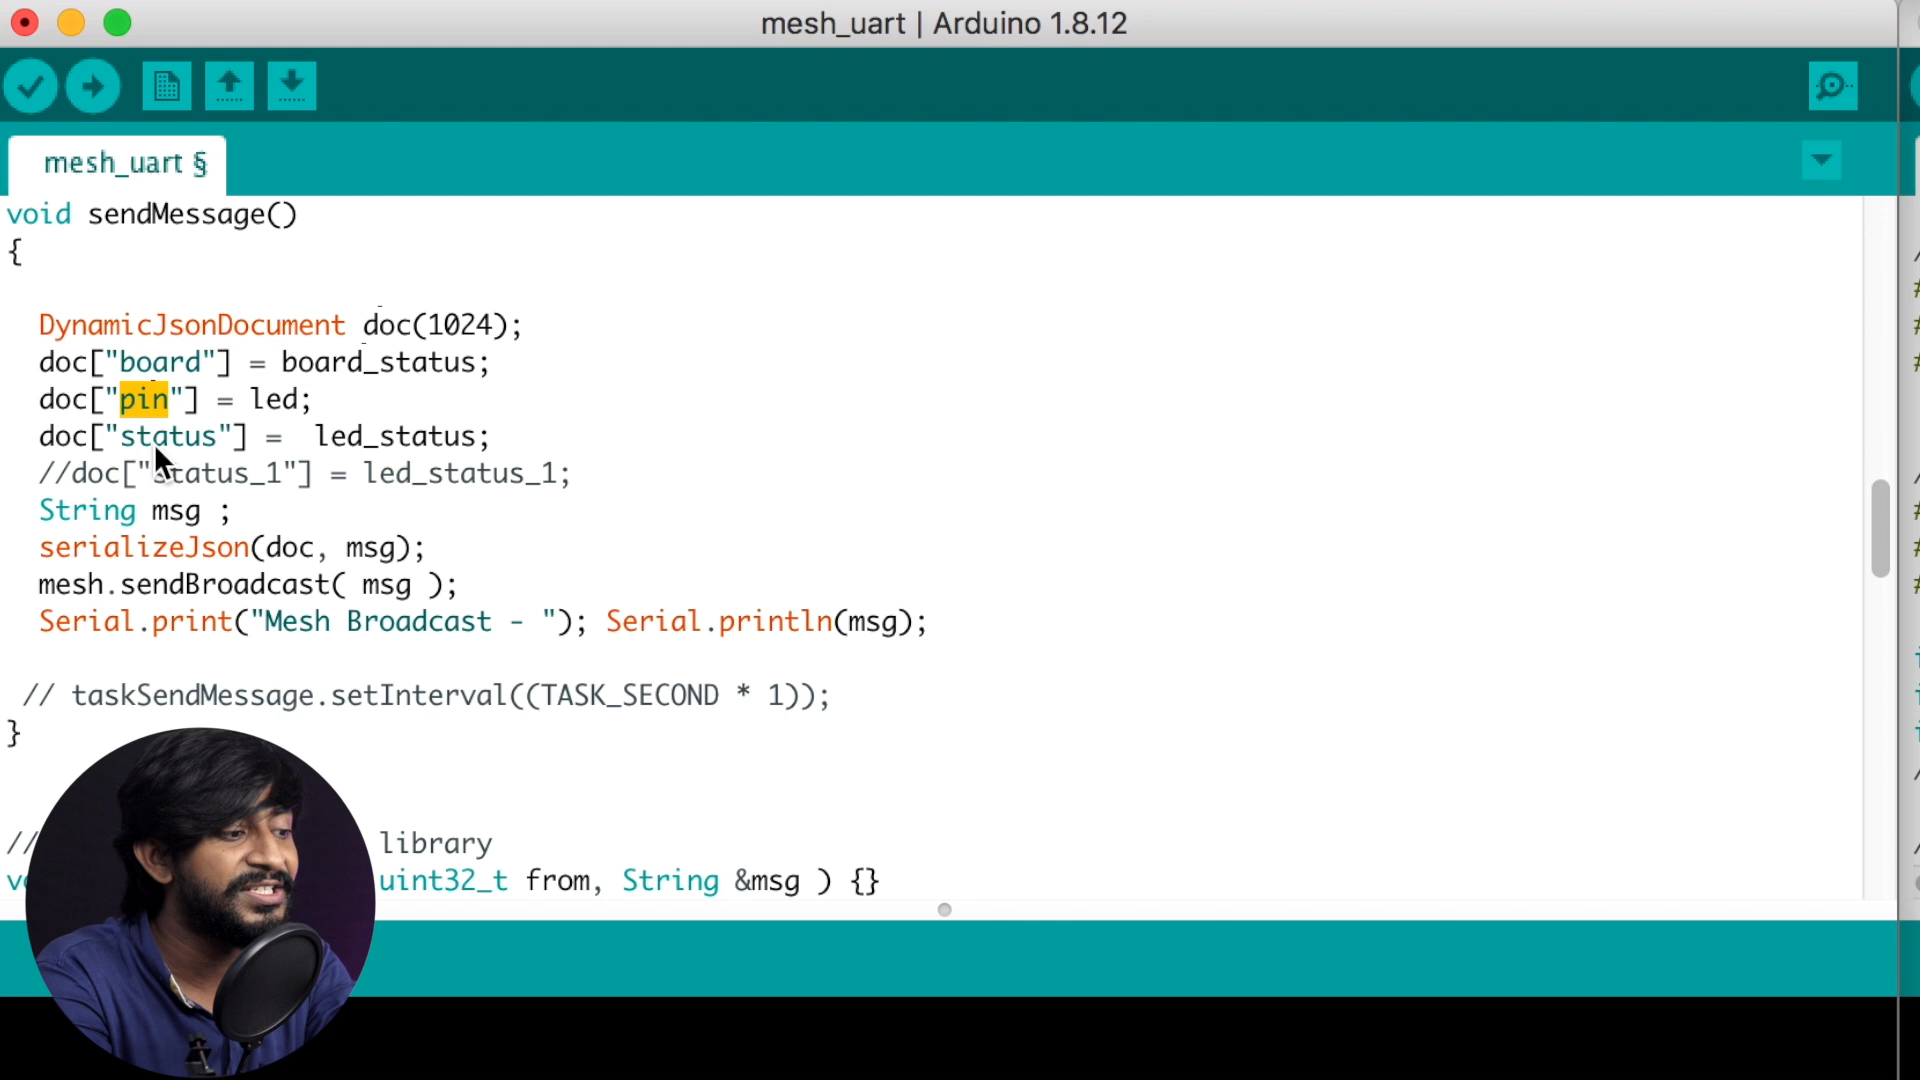 mesh_uart | Arduino 1.8.12
mesh_uart §
void sendMessage()
{
DynamicJsonDocument doc(1024);
doc["board"] = board_status;
doc["pin"] = led;
doc["status"] =  led_status;
//doc["status_1"] = led_status_1;
String msg ;
serializeJson(doc, msg);
mesh.sendBroadcast( msg );
Serial.print("Mesh Broadcast - "); Serial.println(msg);
// taskSendMessage.setInterval((TASK_SECOND * 1));
}
// library
uint32_t from, String &msg ) {}